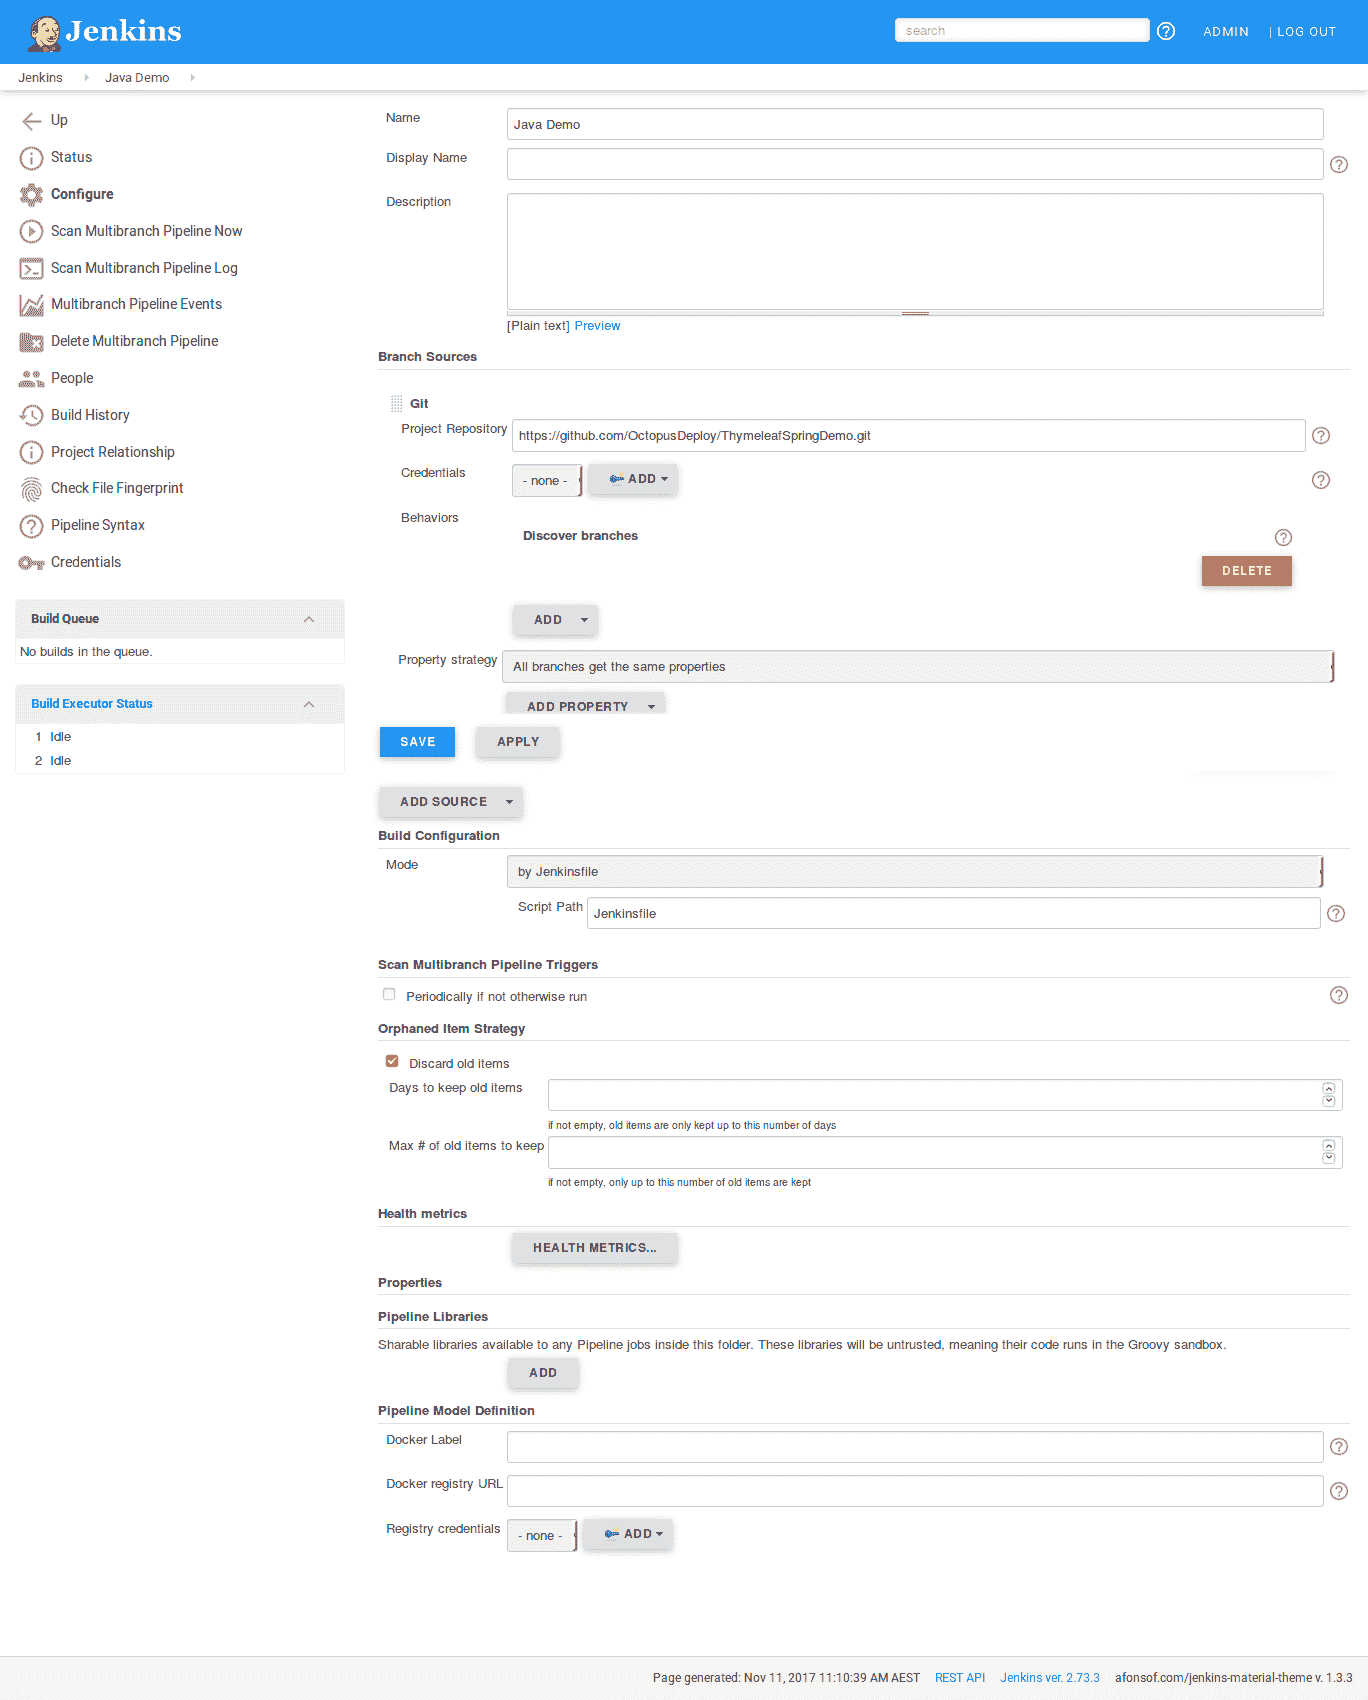 Jenkins
search
ADMIN
| LOG OUT
Jenkins
Java Demo
Up
Status
Configure
Scan Multibranch Pipeline Now
Scan Multibranch Pipeline Log
Multibranch Pipeline Events
Delete Multibranch Pipeline
People
Build History
Project Relationship
Check File Fingerprint
Pipeline Syntax
Credentials
Build Queue
No builds in the queue.
Build Executor Status
1 Idle
2 Idle
Name
Java Demo
Display Name
Description
[Plain text] Preview
Branch Sources
Git
Project Repository
https://github.com/OctopusDeploy/ThymeleafSpringDemo.git
Credentials
- none -
ADD
Behaviors
Discover branches
DELETE
ADD
Property strategy
All branches get the same properties
ADD PROPERTY
SAVE
APPLY
ADD SOURCE
Build Configuration
Mode
by Jenkinsfile
Script Path
Jenkinsfile
Scan Multibranch Pipeline Triggers
Periodically if not otherwise run
Orphaned Item Strategy
Discard old items
Days to keep old items
if not empty, old items are only kept up to this number of days
Max # of old items to keep
if not empty, only up to this number of old items are kept
Health metrics
HEALTH METRICS...
Properties
Pipeline Libraries
Sharable libraries available to any Pipeline jobs inside this folder. These libraries will be untrusted, meaning their code runs in the Groovy sandbox.
ADD
Pipeline Model Definition
Docker Label
Docker registry URL
Registry credentials
- none -
ADD
Page generated: Nov 11, 2017 11:10:39 AM AEST
REST API
Jenkins ver. 2.73.3
afonsof.com/jenkins-material-theme v. 1.3.3